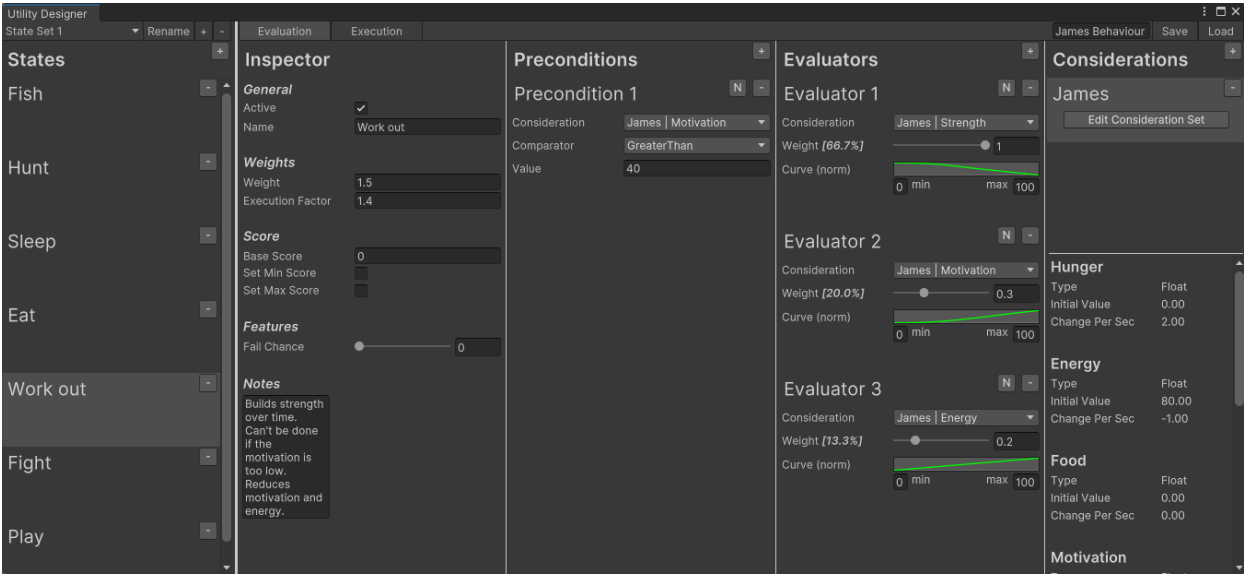 Utility Designer
State Set 1 Rename + -
Evaluation Execution
James Behaviour Save Load
States +
Fish -
Hunt -
Sleep -
Eat -
Work out -
Fight -
Play -
Inspector
General
Active
Name Work out
Weights
Weight 1.5
Execution Factor 1.4
Score
Base Score 0
Set Min Score
Set Max Score
Features
Fail Chance 0
Notes
Builds strength
over time.
Can't be done
if the
motivation is
too low.
Reduces
motivation and
energy.
Preconditions +
Precondition 1 N -
Consideration James | Motivation
Comparator GreaterThan
Value 40
Evaluators +
Evaluator 1 N -
Consideration James | Strength
Weight [66.7%] 1
Curve (norm)
0 min max 100
Evaluator 2 N -
Consideration James | Motivation
Weight [20.0%] 0.3
Curve (norm)
0 min max 100
Evaluator 3 N -
Consideration James | Energy
Weight [13.3%] 0.2
Curve (norm)
0 min max 100
Considerations +
James -
Edit Consideration Set
Hunger
Type Float
Initial Value 0.00
Change Per Sec 2.00
Energy
Type Float
Initial Value 80.00
Change Per Sec -1.00
Food
Type Float
Initial Value 0.00
Change Per Sec 0.00
Motivation